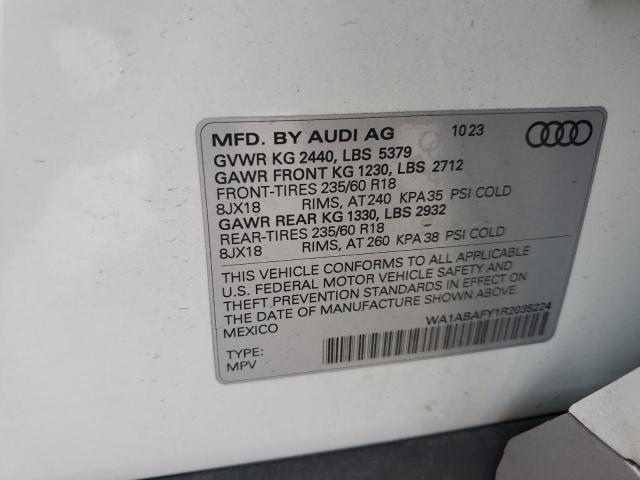 MFD. BY AUDI AG 10 23
GVWR KG 2440, LBS 5379
GAWR FRONT KG 1230, LBS 2712
FRONT-TIRES 235/60 R18
8JX18 RIMS, AT 240 KPA 35 PSI COLD
GAWR REAR KG 1330, LBS 2932
REAR-TIRES 235/60 R18
8JX18 RIMS, AT 260 KPA 38 PSI COLD
THIS VEHICLE CONFORMS TO ALL APPLICABLE
U.S. FEDERAL MOTOR VEHICLE SAFETY AND
THEFT PREVENTION STANDARDS IN EFFECT ON
THE DATE OF MANUFACTURE SHOWN ABOVE.
MEXICO
WA1ABAFY1R2036224
TYPE:
MPV